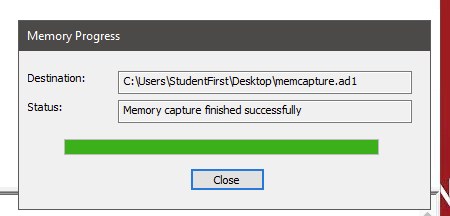 Memory Progress
Destination: C:\Users\StudentFirst\Desktop\memcapture.ad1
Status: Memory capture finished successfully
Close